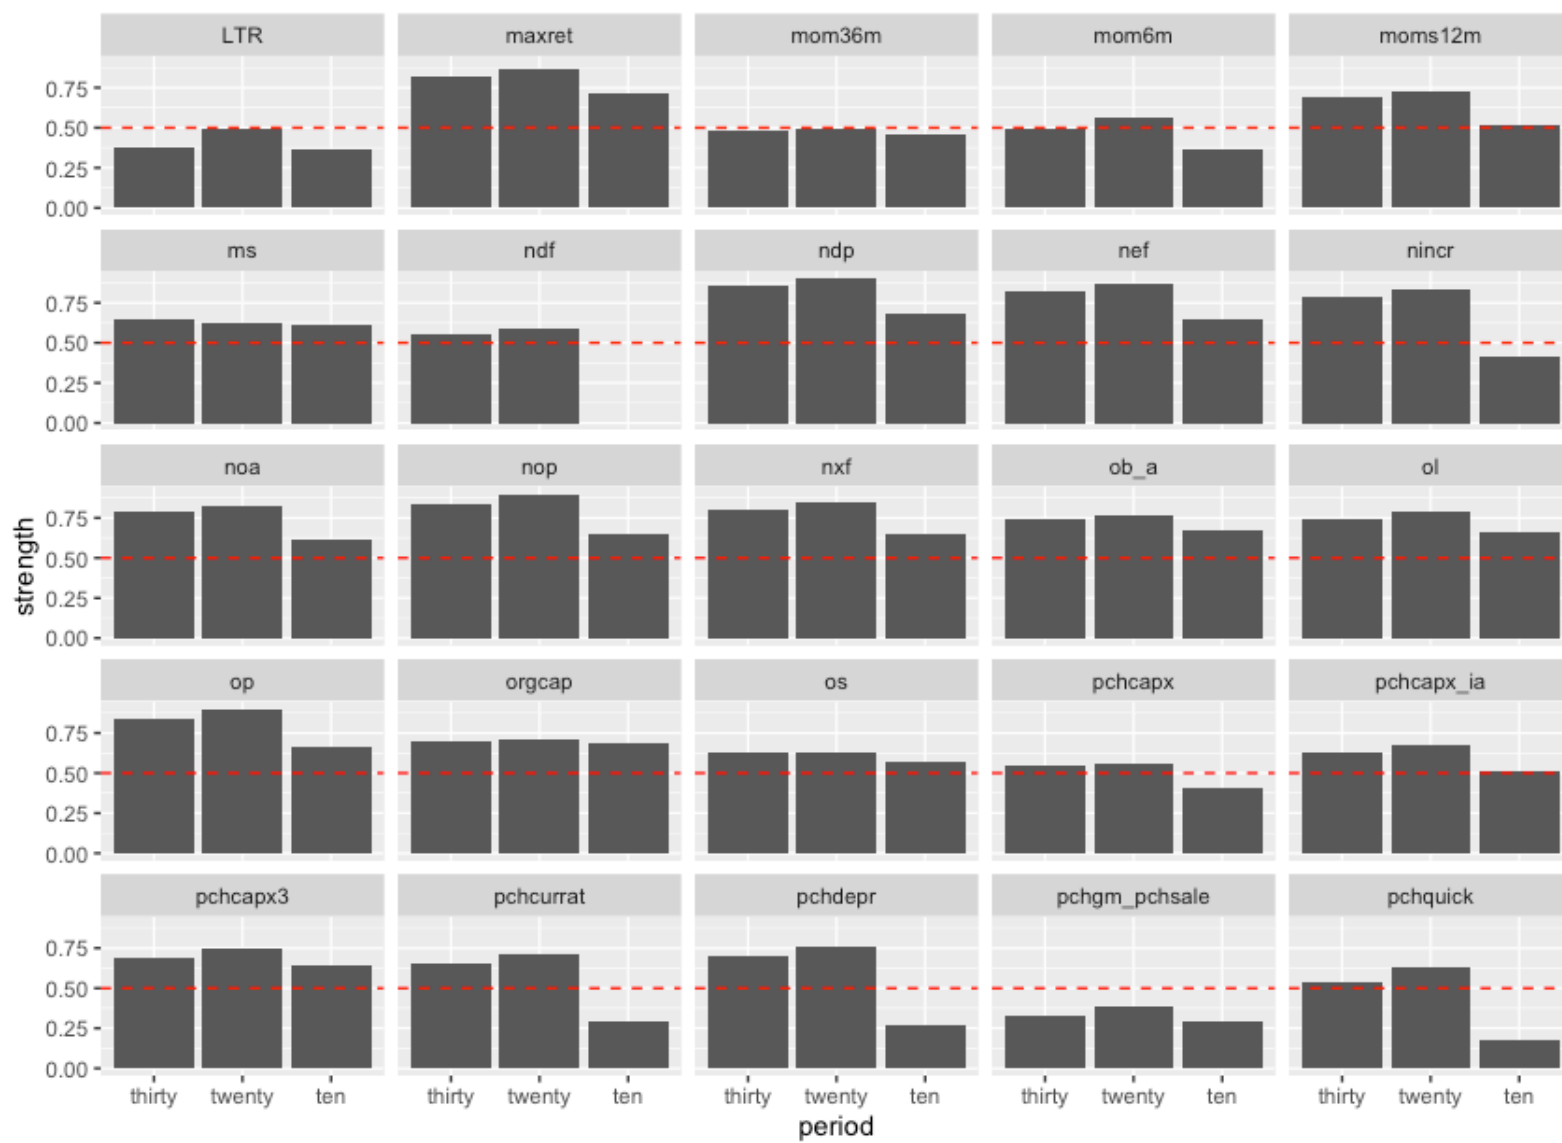 LTR maxret mom36m mom6m moms12m
0.75
0.50
0.25
0.00
ms ndf ndp nef nincr
0.75
0.50
0.25
0.00
noa nop nxf ob_a ol
0.75
0.50
0.25
0.00
strength
op orgcap os pchcapx pchcapx_ia
0.75
0.50
0.25
0.00
pchcapx3 pchcurrat pchdepr pchgm_pchsale pchquick
0.75
0.50
0.25
0.00
thirty twenty ten thirty twenty ten thirty twenty ten thirty twenty ten thirty twenty ten
period